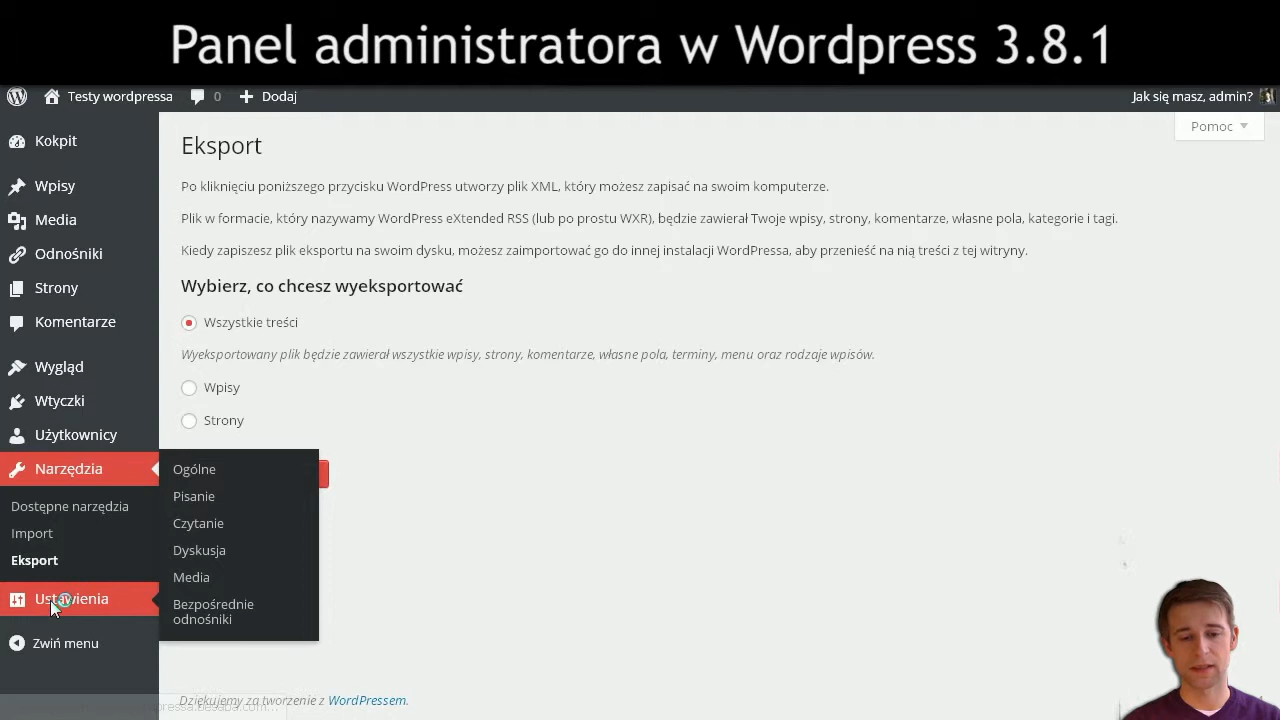 Panel administratora w Wordpress 3.8.1
Testy wordpressa 0 Dodaj Jak się masz, admin?
Pomoc
Kokpit
Wpisy
Media
Odnośniki
Strony
Komentarze
Wygląd
Wtyczki
Użytkownicy
Narzędzia
Dostępne narzędzia
Import
Eksport
Ustawienia
Zwiń menu
Ogólne
Pisanie
Czytanie
Dyskusja
Media
Bezpośrednie
odnośniki
Eksport
Po kliknięciu poniższego przycisku WordPress utworzy plik XML, który możesz zapisać na swoim komputerze.
Plik w formacie, który nazywamy WordPress eXtended RSS (lub po prostu WXR), będzie zawierał Twoje wpisy, strony, komentarze, własne pola, kategorie i tagi.
Kiedy zapiszesz plik eksportu na swoim dysku, możesz zaimportować go do innej instalacji WordPressa, aby przenieść na nią treści z tej witryny.
Wybierz, co chcesz wyeksportować
Wszystkie treści
Wyeksportowany plik będzie zawierał wszystkie wpisy, strony, komentarze, własne pola, terminy, menu oraz rodzaje wpisów.
Wpisy
Strony
Dziękujemy za tworzenie z WordPressem.